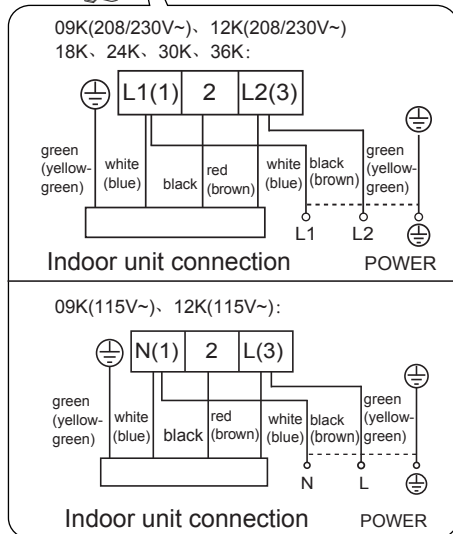 09K(208/230V~)、12K(208/230V~)
18K、24K、30K、36K:
L1(1) 2 L2(3)
green
(yellow-
green)
white
(blue)
black
red
(brown)
white
(blue)
black
(brown)
green
(yellow-
green)
L1 L2
Indoor unit connection POWER
09K(115V~)、12K(115V~):
N(1) 2 L(3)
green
(yellow-
green)
white
(blue)
black
red
(brown)
white
(blue)
black
(brown)
green
(yellow-
green)
N L
Indoor unit connection POWER